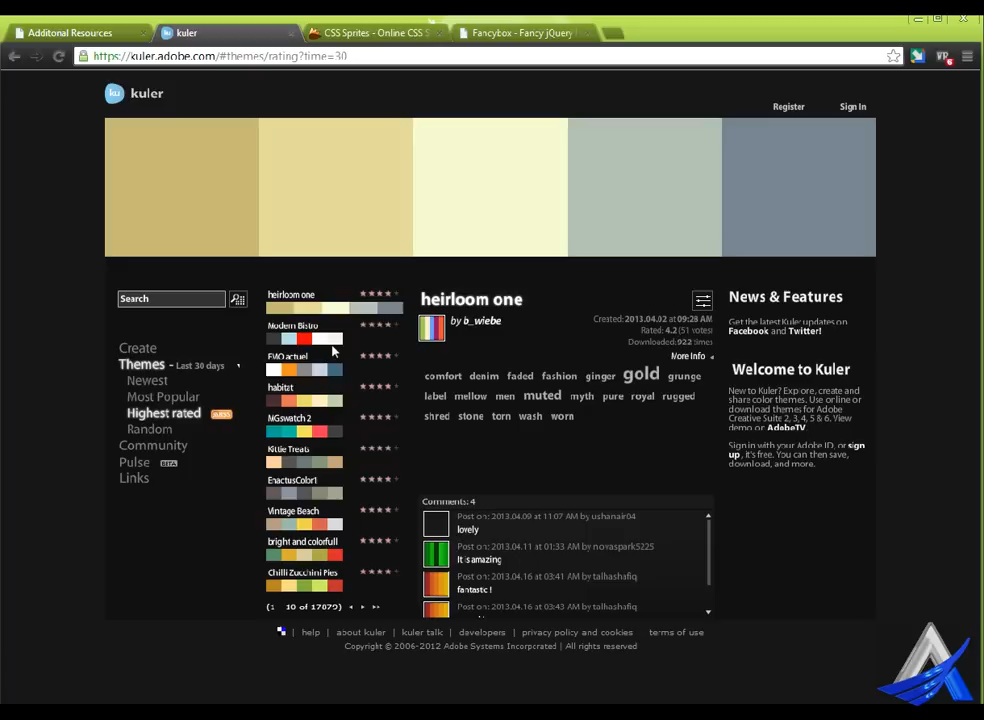 Additonal Resources
kuler
CSS Sprites - Online CSS S
Fancybox - Fancy jQuery
https://kuler.adobe.com/#themes/rating?time=30
ku kuler
Register
Sign In
Search
Create
Themes - Last 30 days
Newest
Most Popular
Highest rated
Random
Community
Pulse BETA
Links
heirloom one
Modern Bistro
EMO actuel
habitat
MGswatch 2
Kittie Treats
EnactusColor1
Vintage Beach
bright and colorfull
Chilli Zucchini Pies
(1 10 of 17879)
heirloom one
by b_wiebe
Created: 2013.04.02 at 09:23 AM
Rated: 4.2 (51 votes)
Downloaded: 922 times
More Info
comfort denim faded fashion ginger gold grunge
label mellow men muted myth pure royal rugged
shred stone torn wash worn
Comments: 4
Post on: 2013.04.09 at 11:07 AM by ushanair04
lovely
Post on: 2013.04.11 at 01:33 AM by novaspark5225
It is amazing
Post on: 2013.04.16 at 03:41 AM by talhashafiq
fantastic !
Post on: 2013.04.16 at 03:43 AM by talhashafiq
News & Features
Get the latest Kuler updates on
Facebook and Twitter!
Welcome to Kuler
New to Kuler? Explore, create and
share color themes. Use online or
download themes for Adobe
Creative Suite 2, 3, 4, 5 & 6. View
demo on AdobeTV.
Sign in with your Adobe ID, or sign
up, it's free. You can then save,
download, and more.
help | about kuler | kuler talk | developers | privacy policy and cookies | terms of use
Copyright © 2006-2012 Adobe Systems Incorporated | All rights reserved